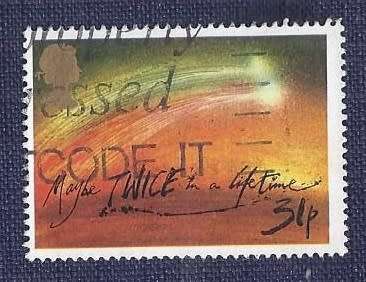 essed
CODE IT
Maybe TWICE in a lifetime
31p